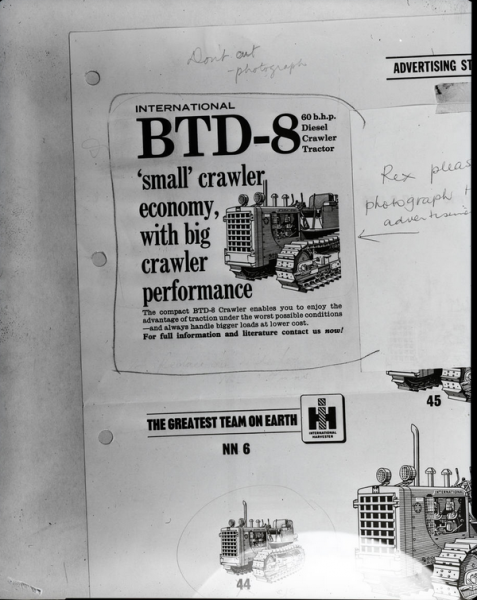 Don't cut
- photograph
ADVERTISING ST
INTERNATIONAL
BTD-8
60 b.h.p.
Diesel
Crawler
Tractor
'small' crawler
economy,
with big
crawler
performance
The compact BTD-8 Crawler enables you to enjoy the
advantage of traction under the worst possible conditions
—and always handle bigger loads at lower cost.
For full information and literature contact us now!
Rex pleas
photograph
45
THE GREATEST TEAM ON EARTH
INTERNATIONAL
HARVESTER
NN 6
INTERNATIONAL
44